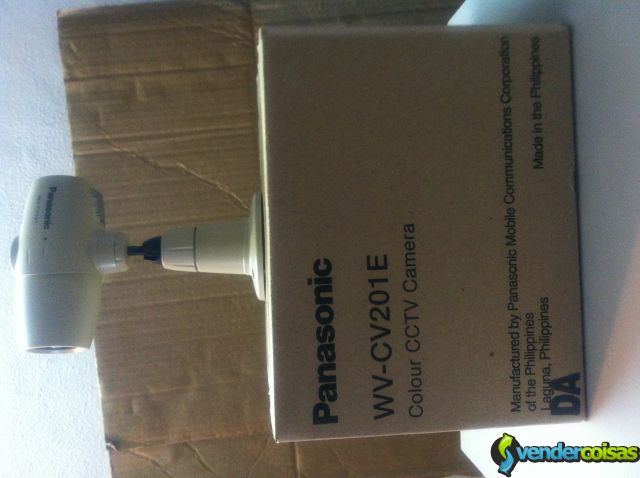 Panasonic
WV-CV201E
Colour CCTV Camera
Manufactured by Panasonic Mobile Communications Corporation
of the Philippines
Laguna, Philippines
Made in the Philippines
DA
Panasonic
vendercoisas